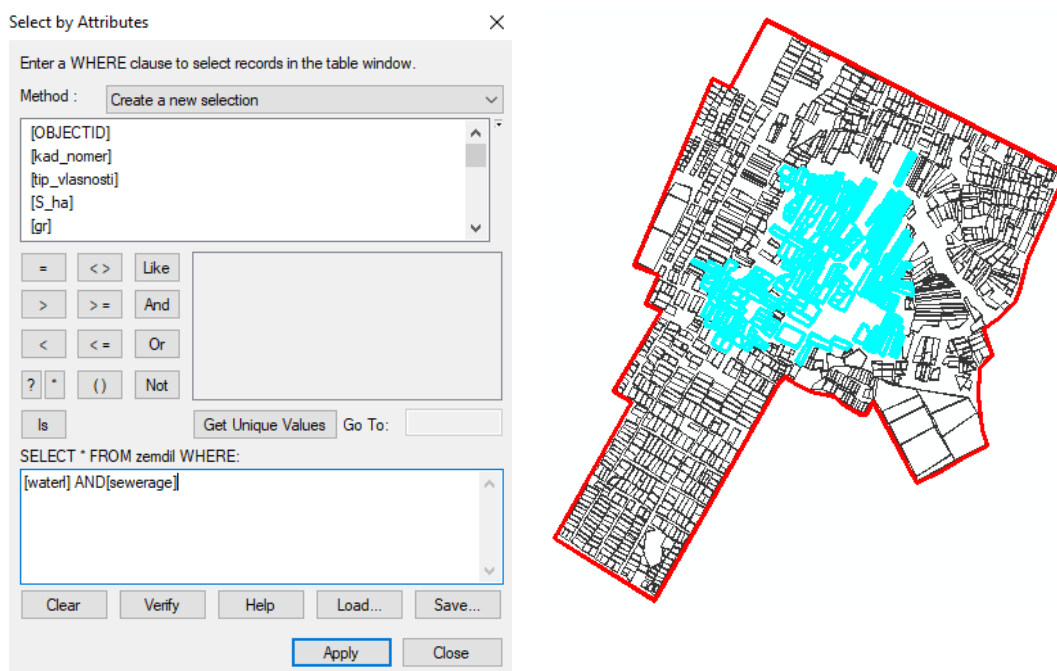 Select by Attributes
Enter a WHERE clause to select records in the table window.
Method : Create a new selection
[OBJECTID]
[kad_nomer]
[tip_vlasnosti]
[S_ha]
[gr]
= < > Like
> > = And
< < = Or
? * ( ) Not
Is Get Unique Values Go To:
SELECT * FROM zemdil WHERE:
[waterl] AND[sewerage]
Clear Verify Help Load... Save...
Apply Close